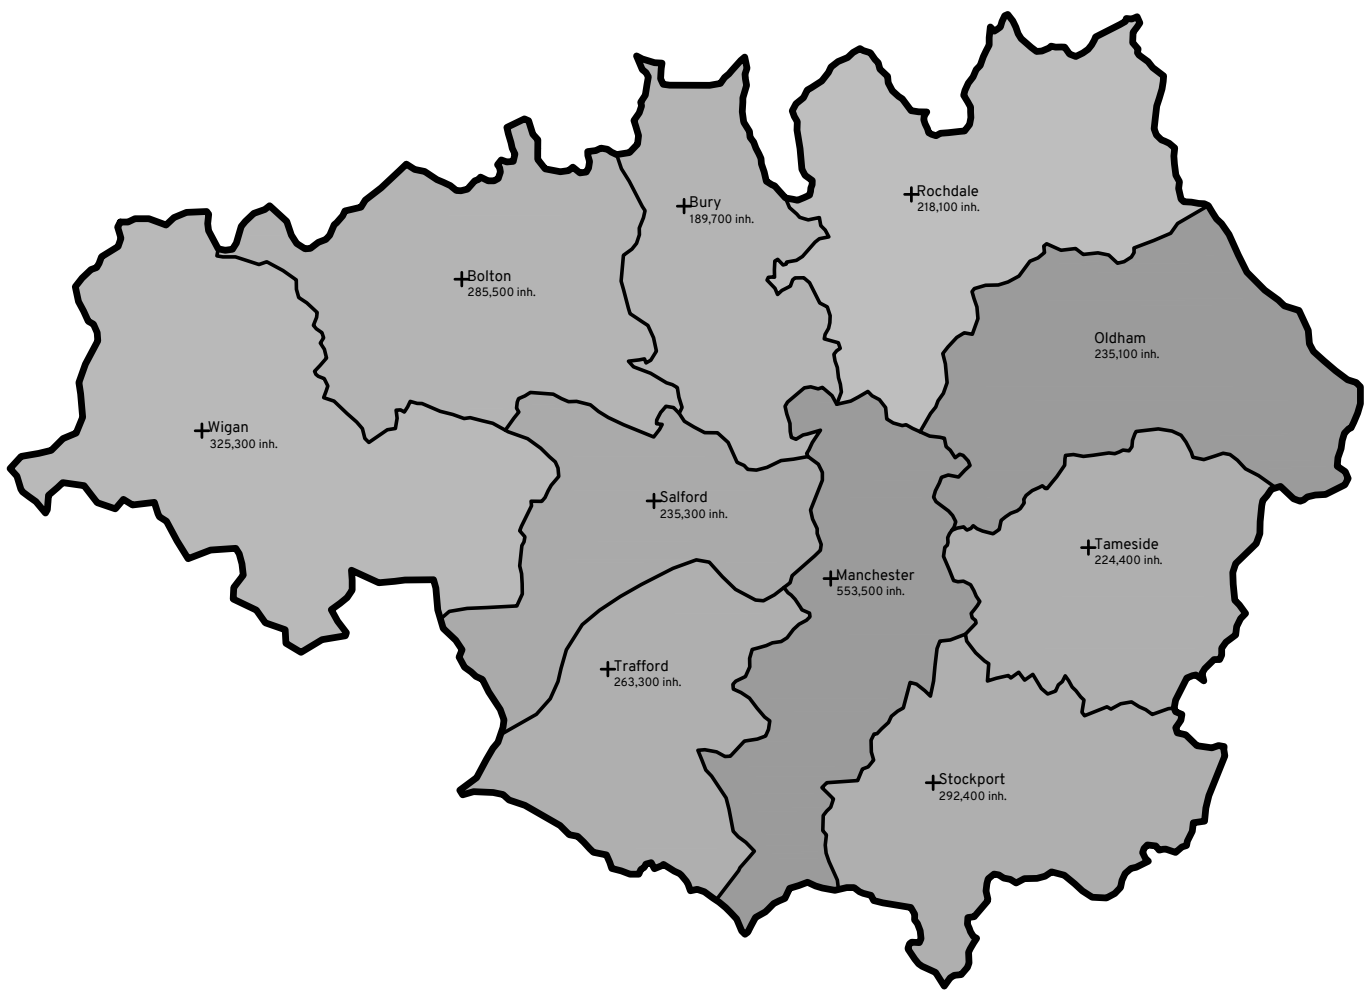 Rochdale
218,100 inh.
Bury
189,700 inh.
Bolton
285,500 inh.
Oldham
235,100 inh.
Wigan
325,300 inh.
Salford
235,300 inh.
Tameside
224,400 inh.
Manchester
553,500 inh.
Trafford
263,300 inh.
Stockport
292,400 inh.